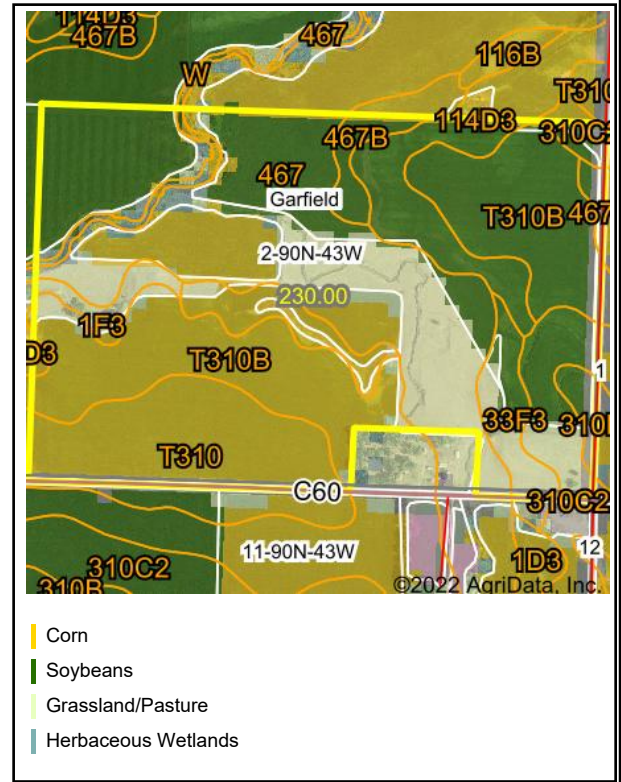 114D3
467B
467
116B
W
T310
114D3
467B
310C2
467
Garfield
T310B
467
2-90N-43W
230.00
1F3
D3
T310B
1
33F3
310
T310
C60
310C2
11-90N-43W
12
1D3
310C2
310B
©2022 AgriData, Inc.
Corn
Soybeans
Grassland/Pasture
Herbaceous Wetlands